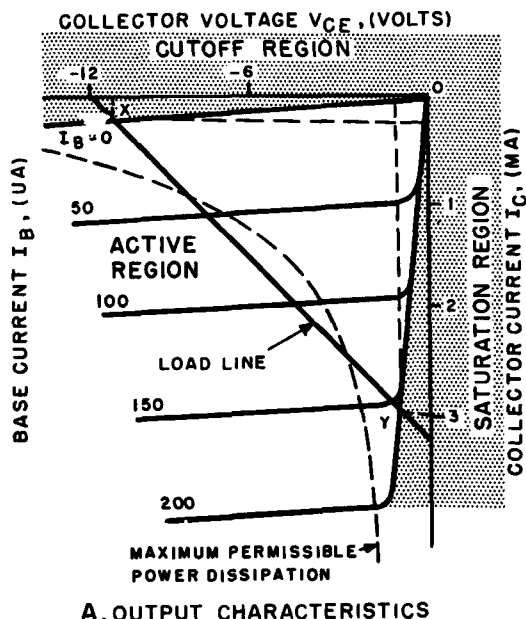 COLLECTOR VOLTAGE VCE, (VOLTS)
CUTOFF REGION
-12
-6
0
X
IB=0
BASE CURRENT IB, (UA)
50
ACTIVE
REGION
100
LOAD LINE
150
Y
200
1
2
3
SATURATION REGION
COLLECTOR CURRENT IC, (MA)
MAXIMUM PERMISSIBLE
POWER DISSIPATION
A. OUTPUT CHARACTERISTICS